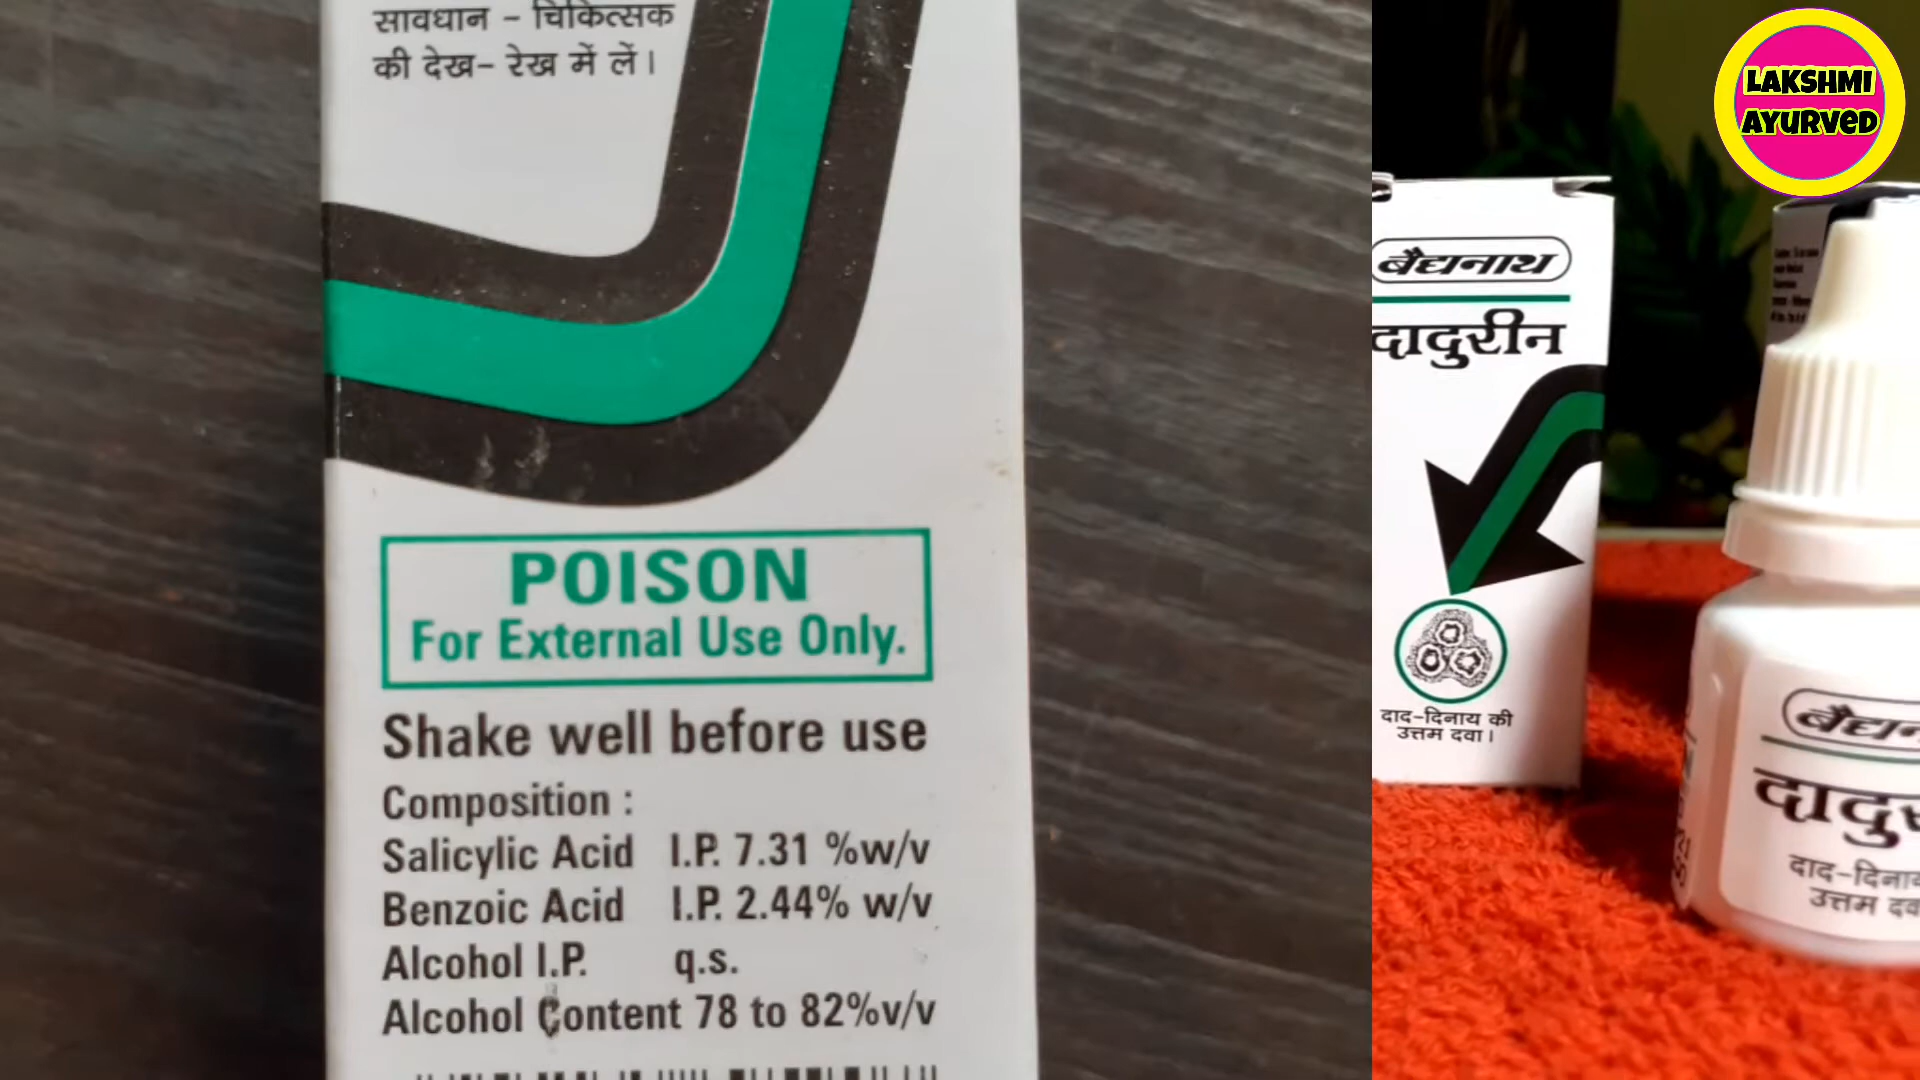 सावधान - चिकित्सक
की देख- रेख में लें।
POISON
For External Use Only.
Shake well before use
Composition :
Salicylic Acid I.P. 7.31 %w/v
Benzoic Acid I.P. 2.44% w/v
Alcohol I.P. q.s.
Alcohol Content 78 to 82%v/v
LAKSHMI
AYURVED
बैद्यनाथ
दादुरीन
दाद-दिनाय की
उत्तम दवा।